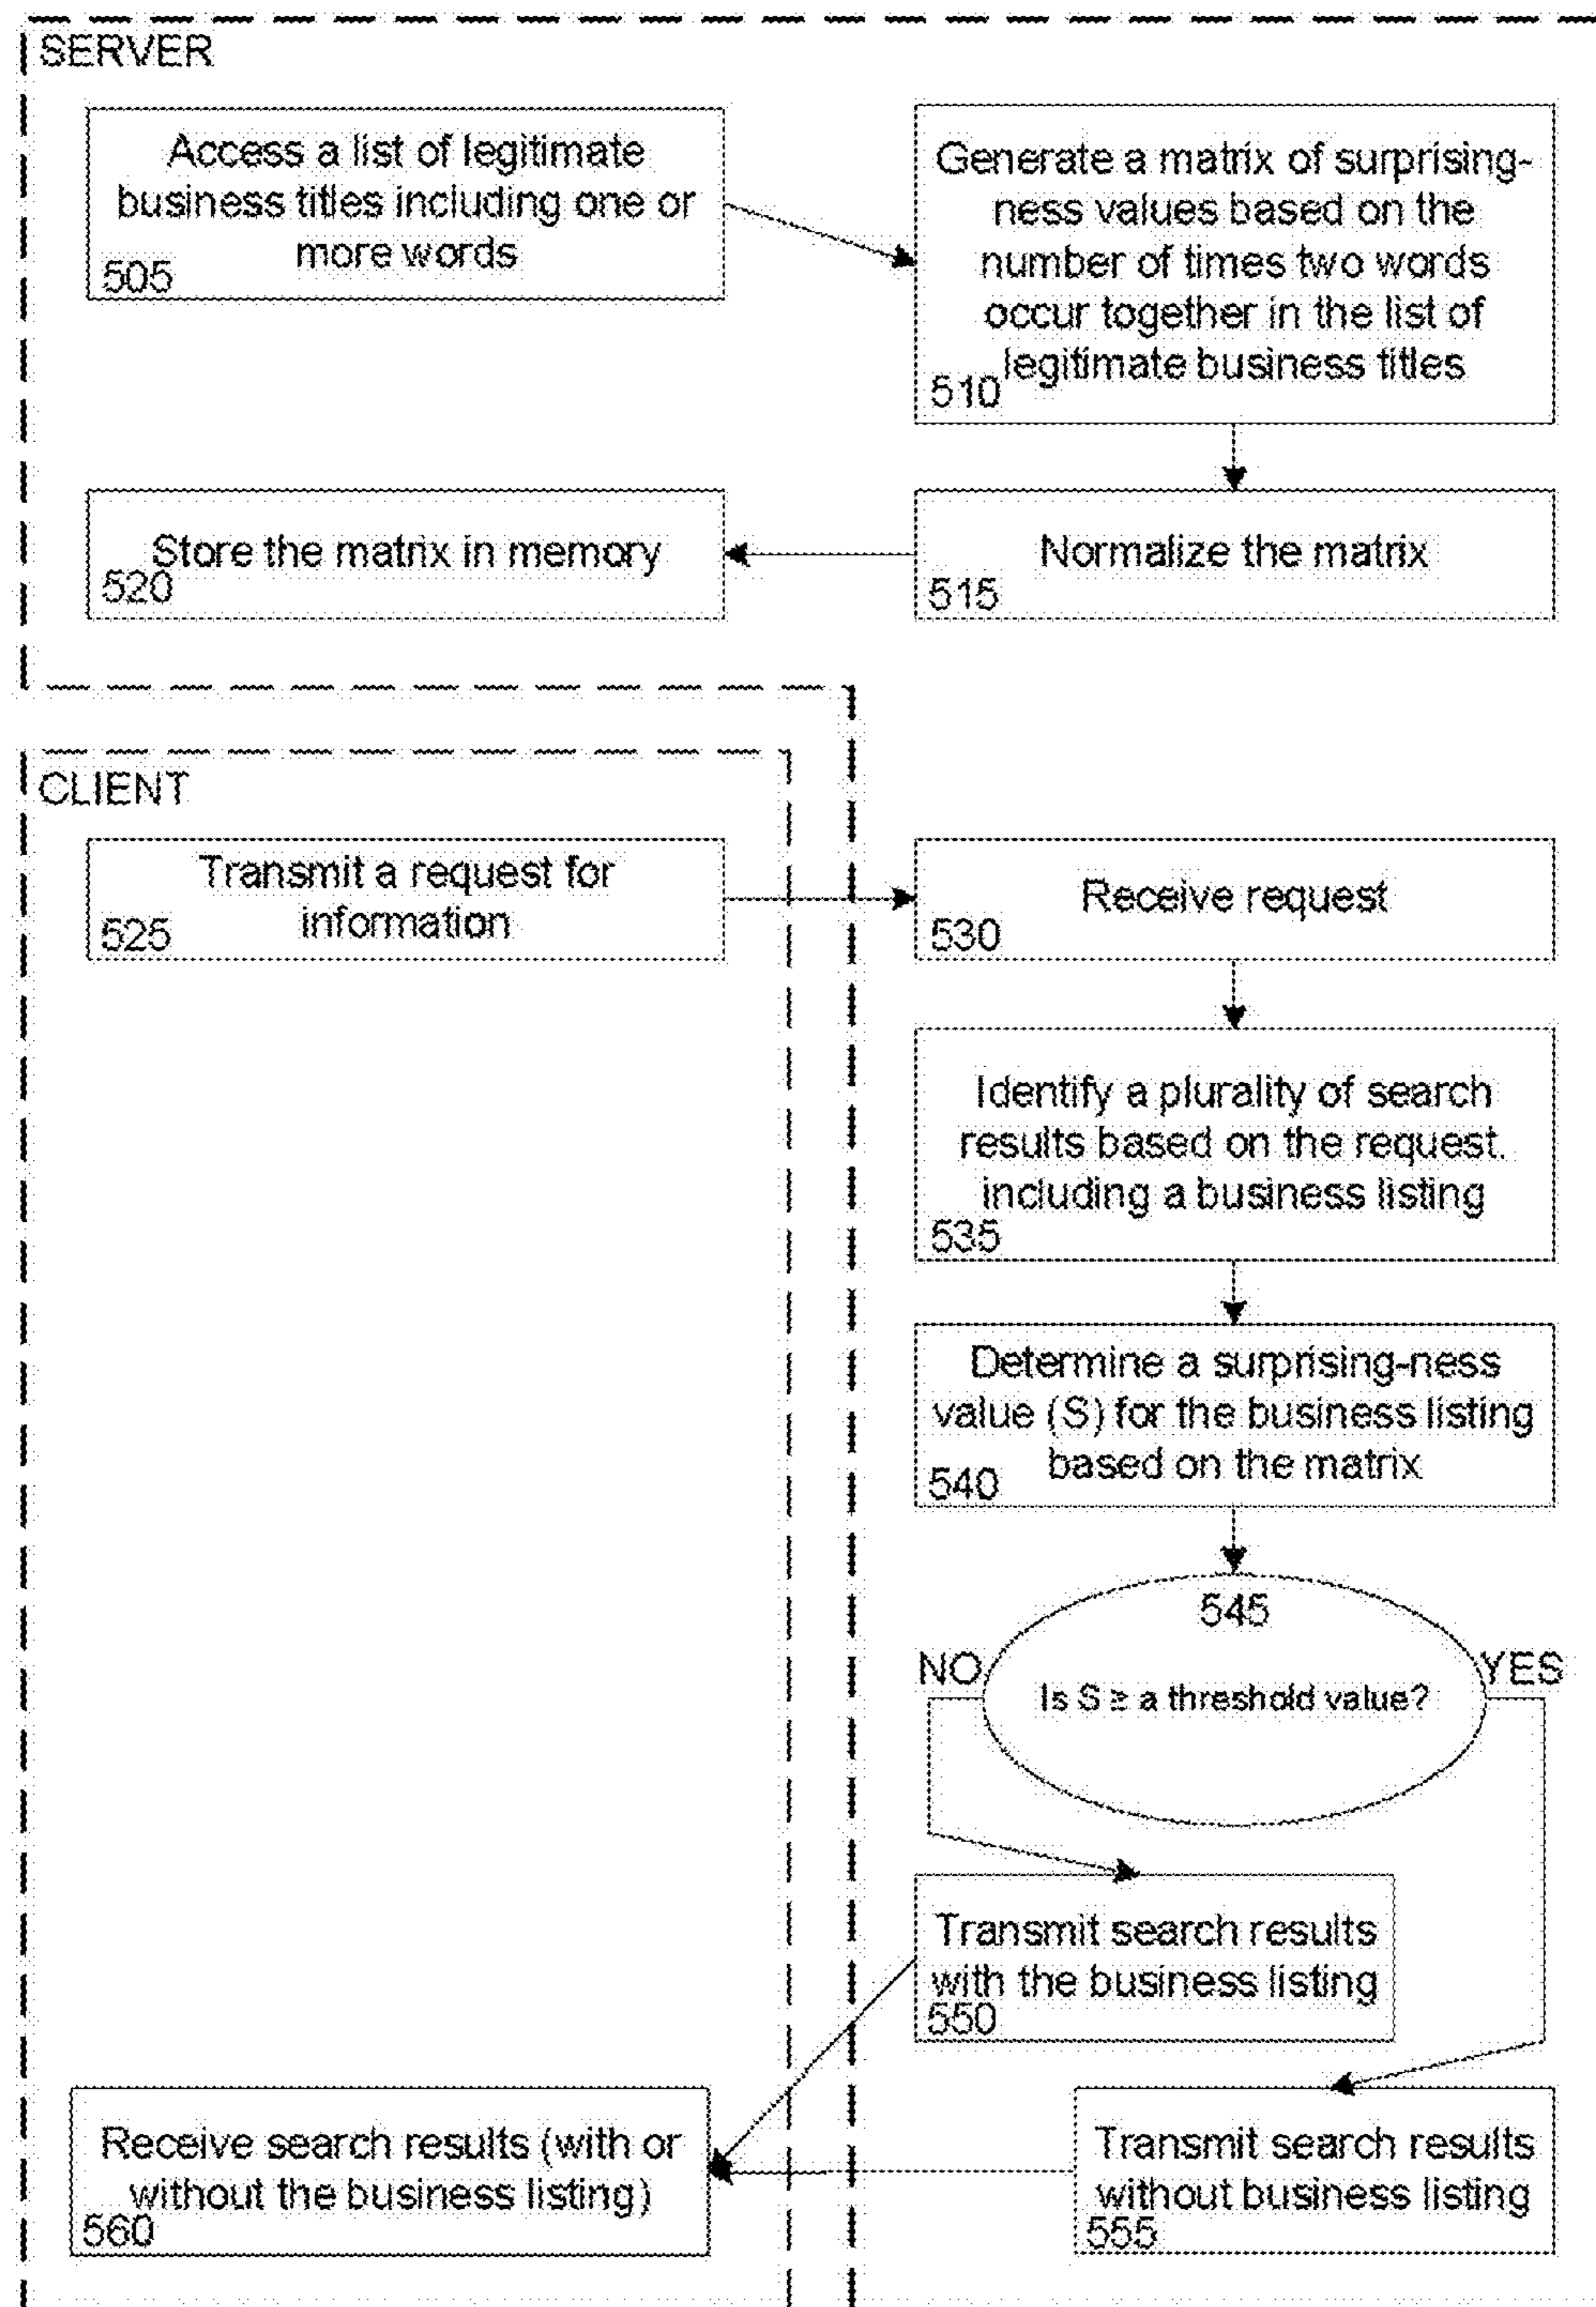 SERVER
Access a list of legitimate
business titles including one or
more words
505
Generate a matrix of surprising-
ness values based on the
number of times two words
occur together in the list of
legitimate business titles
510
Store the matrix in memory
520
Normalize the matrix
515
CLIENT
Transmit a request for
information
525
Receive request
530
Identify a plurality of search
results based on the request.
including a business listing
535
Determine a surprising-ness
value (S) for the business listing
based on the matrix
540
545
NO
YES
Is S ≥ a threshold value?
Transmit search results
with the business listing
550
Receive search results (with or
without the business listing)
560
Transmit search results
without business listing
555